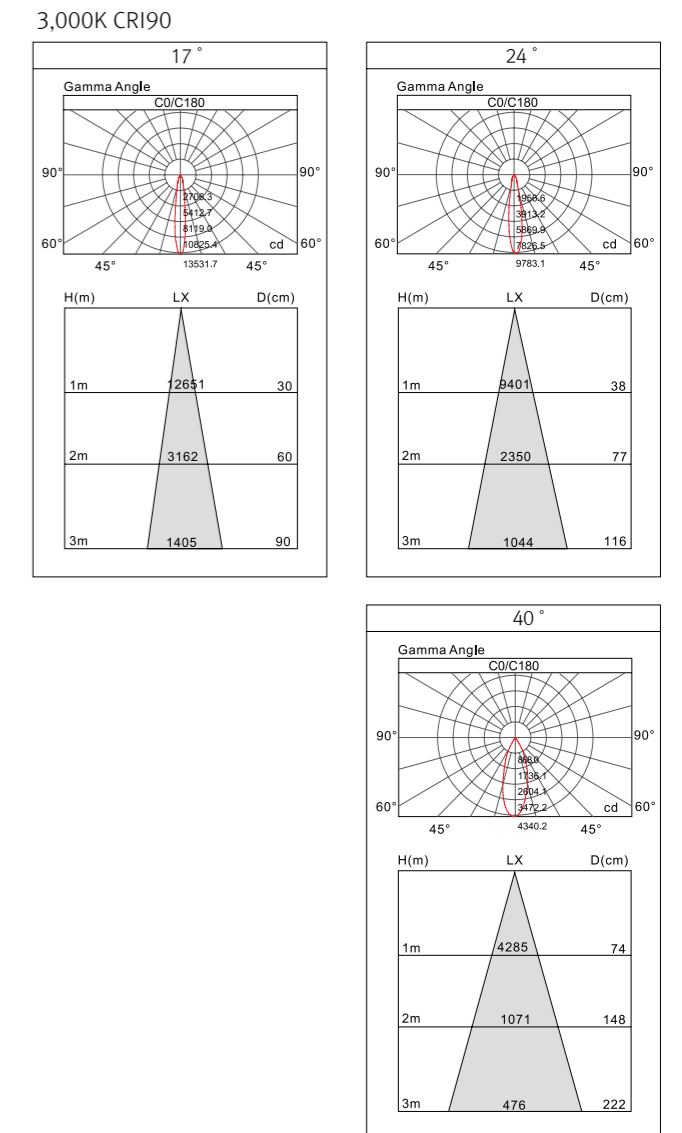 3,000K CRI90
17˚
Gamma Angle
C0/C180
90° 90°
2706.3
5412.7
8119.0
60° 10825.4 cd 60°
45° 13531.7 45°
H(m) LX D(cm)
1m 12651 30
2m 3162 60
3m 1405 90
24˚
Gamma Angle
C0/C180
90° 90°
1956.6
3913.2
5869.9
60° 7826.5 cd 60°
45° 9783.1 45°
H(m) LX D(cm)
1m 9401 38
2m 2350 77
3m 1044 116
40˚
Gamma Angle
C0/C180
90° 90°
868.0
1736.1
2604.1
60° 3472.2 cd 60°
45° 4340.2 45°
H(m) LX D(cm)
1m 4285 74
2m 1071 148
3m 476 222